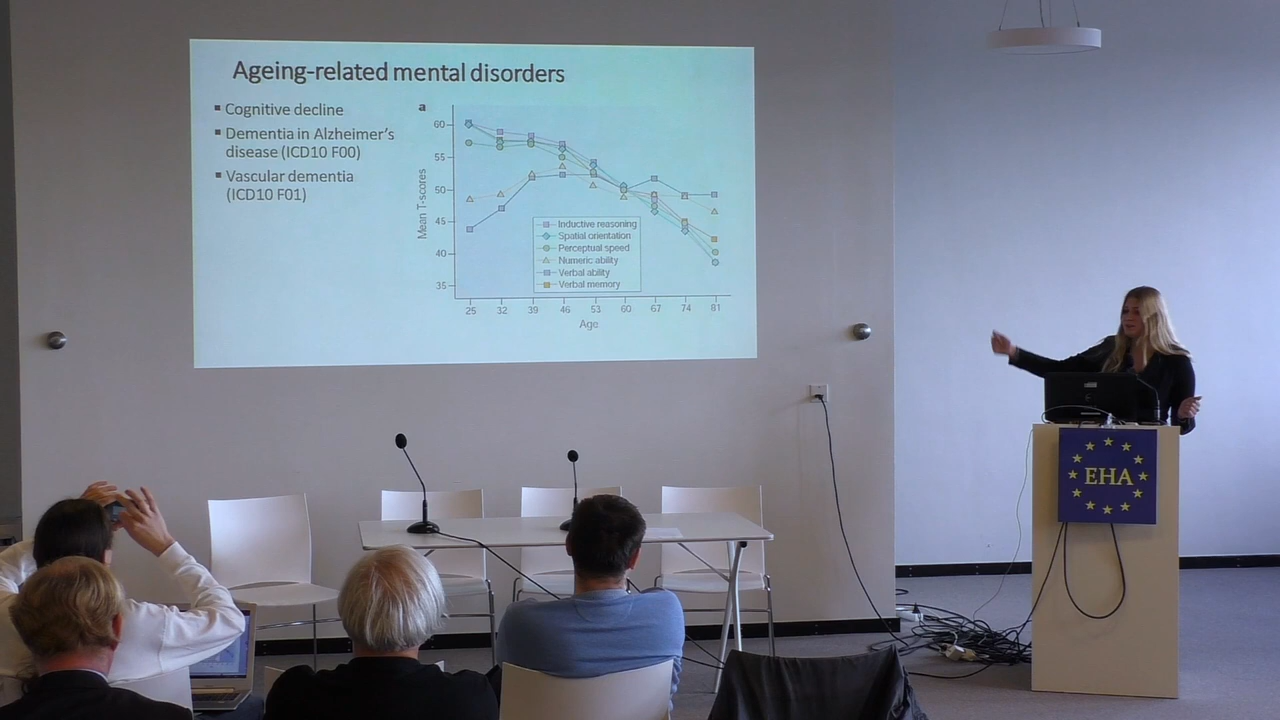 Ageing-related mental disorders
▪ Cognitive decline
▪ Dementia in Alzheimer's
disease (ICD10 F00)
▪ Vascular dementia
(ICD10 F01)
a
60
55
50
45
40
35
Mean T-scores
Inductive reasoning
Spatial orientation
Perceptual speed
Numeric ability
Verbal ability
Verbal memory
25 32 39 46 53 60 67 74 81
Age
EHA